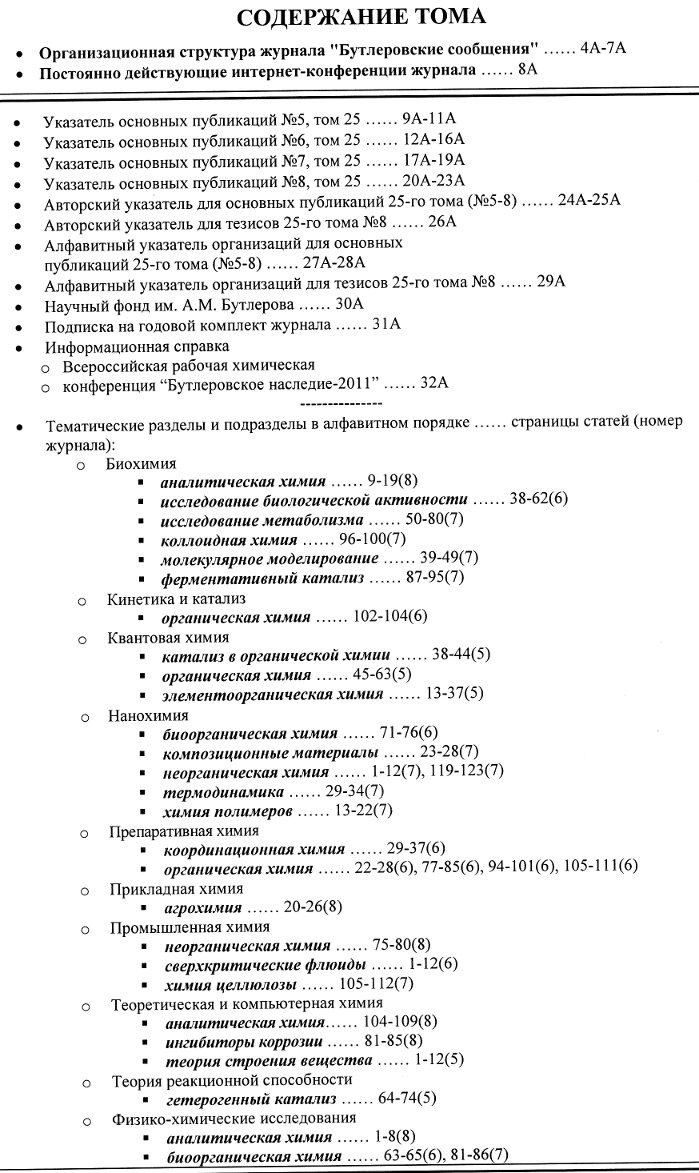 СОДЕРЖАНИЕ ТОМА
• Организационная структура журнала "Бутлеровские сообщения" …… 4А-7А
• Постоянно действующие интернет-конференции журнала …… 8А
• Указатель основных публикаций №5, том 25 …… 9А-11А
• Указатель основных публикаций №6, том 25 …… 12А-16А
• Указатель основных публикаций №7, том 25 …… 17А-19А
• Указатель основных публикаций №8, том 25 …… 20А-23А
• Авторский указатель для основных публикаций 25-го тома (№5-8) …… 24А-25А
• Авторский указатель для тезисов 25-го тома №8 …… 26А
• Алфавитный указатель организаций для основных
публикаций 25-го тома (№5-8) …… 27А-28А
• Алфавитный указатель организаций для тезисов 25-го тома №8 …… 29А
• Научный фонд им. А.М. Бутлерова …… 30А
• Подписка на годовой комплект журнала …… 31А
• Информационная справка
o Всероссийская рабочая химическая
o конференция “Бутлеровское наследие-2011” …… 32А
---------------
• Тематические разделы и подразделы в алфавитном порядке …… страницы статей (номер
журнала):
o Биохимия
▪ аналитическая химия …… 9-19(8)
▪ исследование биологической активности …… 38-62(6)
▪ исследование метаболизма …… 50-80(7)
▪ коллоидная химия …… 96-100(7)
▪ молекулярное моделирование …… 39-49(7)
▪ ферментативный катализ …… 87-95(7)
o Кинетика и катализ
▪ органическая химия …… 102-104(6)
o Квантовая химия
▪ катализ в органической химии …… 38-44(5)
▪ органическая химия …… 45-63(5)
▪ элементоорганическая химия …… 13-37(5)
o Нанохимия
▪ биоорганическая химия …… 71-76(6)
▪ композиционные материалы …… 23-28(7)
▪ неорганическая химия …… 1-12(7), 119-123(7)
▪ термодинамика …… 29-34(7)
▪ химия полимеров …… 13-22(7)
o Препаративная химия
▪ координационная химия …… 29-37(6)
▪ органическая химия …… 22-28(6), 77-85(6), 94-101(6), 105-111(6)
o Прикладная химия
▪ агрохимия …… 20-26(8)
o Промышленная химия
▪ неорганическая химия …… 75-80(8)
▪ сверхкритические флюиды …… 1-12(6)
▪ химия целлюлозы …… 105-112(7)
o Теоретическая и компьютерная химия
▪ аналитическая химия…… 104-109(8)
▪ ингибиторы коррозии …… 81-85(8)
▪ теория строения вещества …… 1-12(5)
o Теория реакционной способности
▪ гетерогенный катализ …… 64-74(5)
o Физико-химические исследования
▪ аналитическая химия …… 1-8(8)
▪ биоорганическая химия …… 63-65(6), 81-86(7)